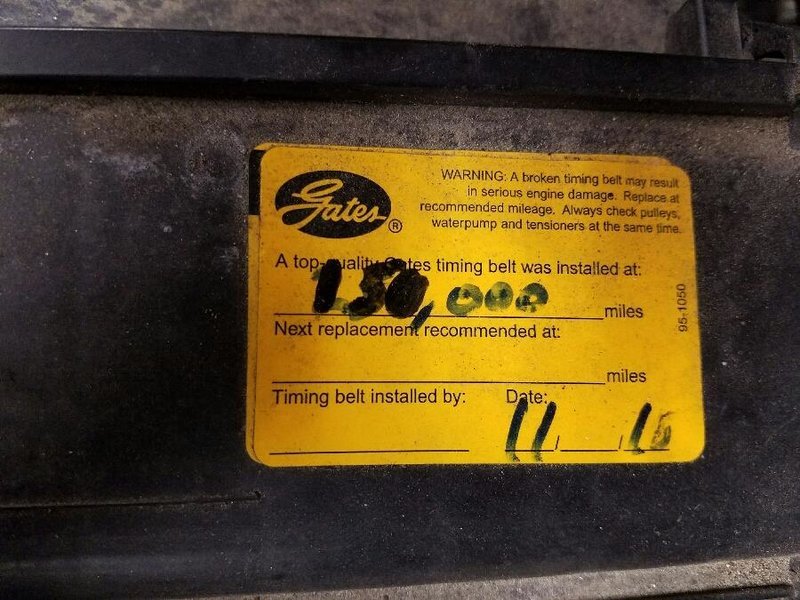 Gates®
WARNING: A broken timing belt may result
in serious engine damage. Replace at
recommended mileage. Always check pulleys,
waterpump and tensioners at the same time.
A top-quality Gates timing belt was installed at:
150,000 miles
Next replacement recommended at:
miles
Timing belt installed by: Date:
11
95-1050